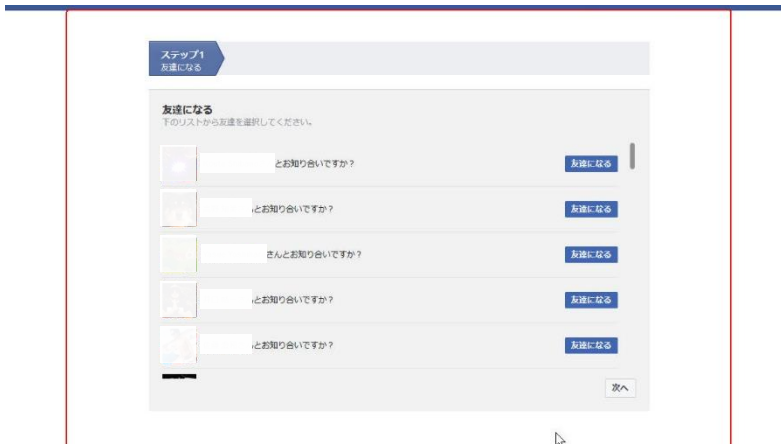 ステップ1
友達になる
友達になる
下のリストから友達を選択してください。
とお知り合いですか？
友達になる
とお知り合いですか？
友達になる
さんとお知り合いですか？
友達になる
とお知り合いですか？
友達になる
とお知り合いですか？
友達になる
次へ